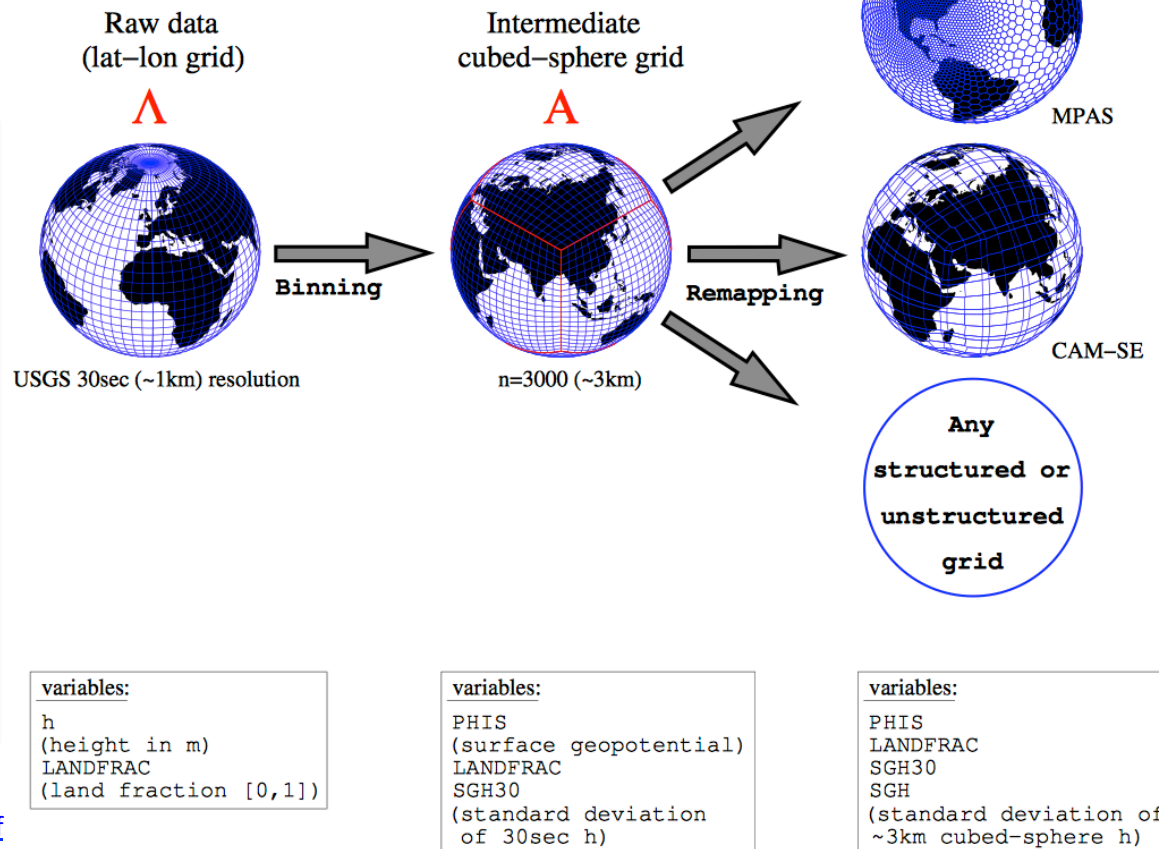 Raw data
(lat−lon grid)
Λ
USGS 30sec (~1km) resolution
Binning
Intermediate
cubed−sphere grid
A
n=3000 (~3km)
Remapping
MPAS
CAM−SE
Any
structured or
unstructured
grid
variables:
h
(height in m)
LANDFRAC
(land fraction [0,1])
variables:
PHIS
(surface geopotential)
LANDFRAC
SGH30
(standard deviation
of 30sec h)
variables:
PHIS
LANDFRAC
SGH30
SGH
(standard deviation of
~3km cubed−sphere h)
f